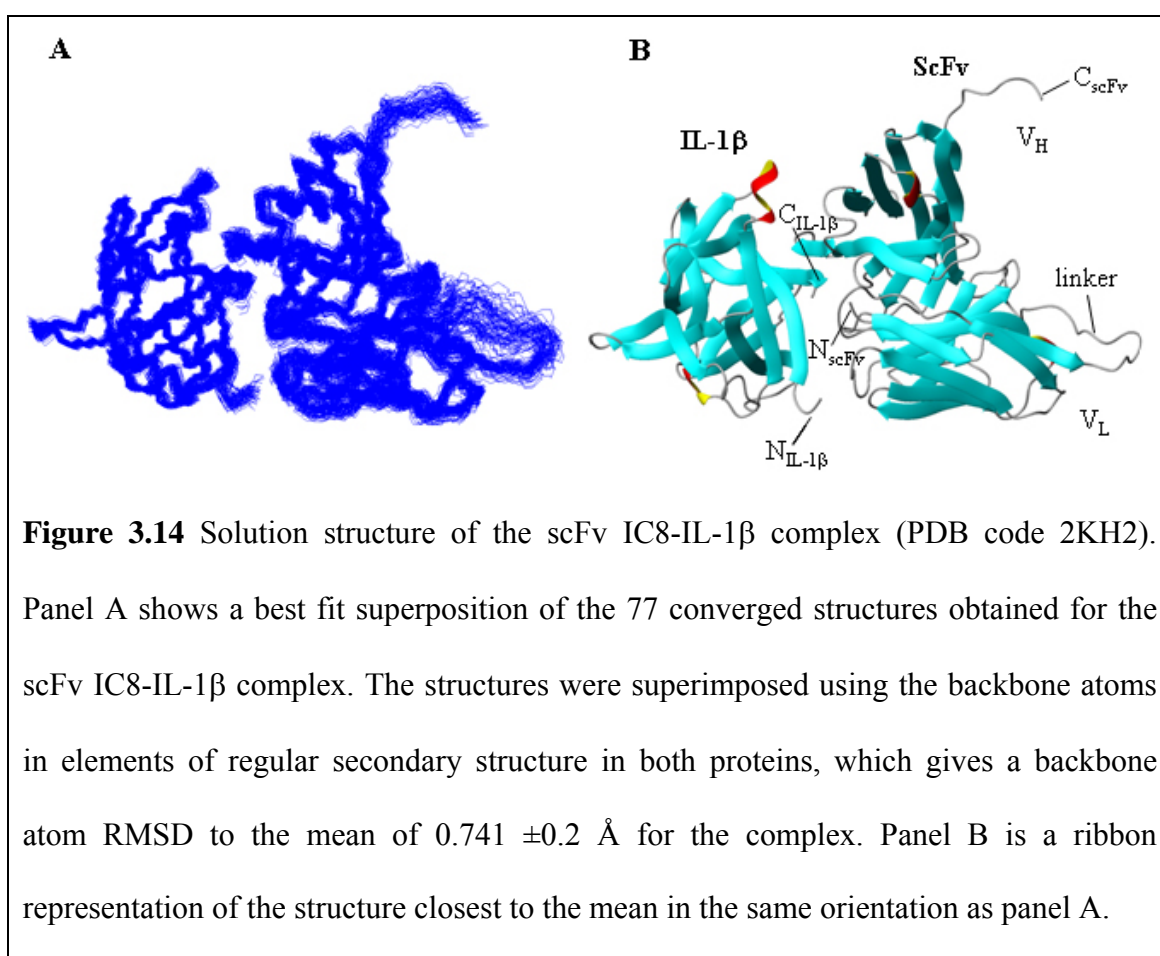 A
B
ScFv
C_scFv
V_H
IL-1β
C_IL-1β
linker
N_scFv
V_L
N_IL-1β
Figure 3.14 Solution structure of the scFv IC8-IL-1β complex (PDB code 2KH2).
Panel A shows a best fit superposition of the 77 converged structures obtained for the
scFv IC8-IL-1β complex. The structures were superimposed using the backbone atoms
in elements of regular secondary structure in both proteins, which gives a backbone
atom RMSD to the mean of 0.741 ±0.2 Å for the complex. Panel B is a ribbon
representation of the structure closest to the mean in the same orientation as panel A.